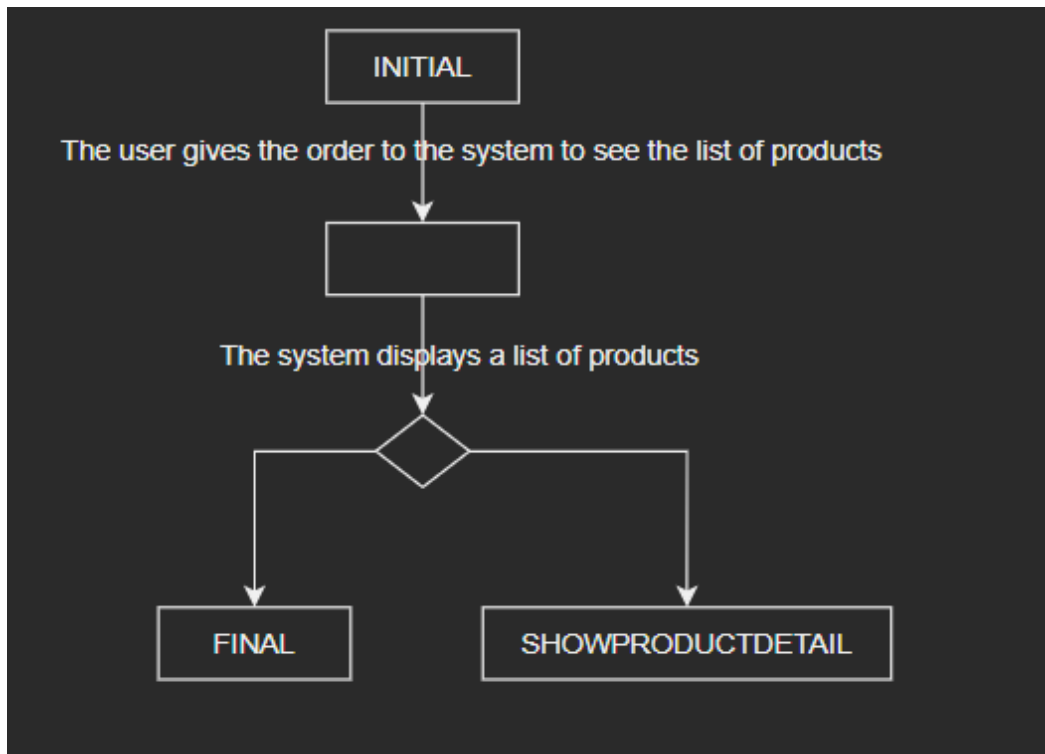 INITIAL
The user gives the order to the system to see the list of products
The system displays a list of products
FINAL
SHOWPRODUCTDETAIL